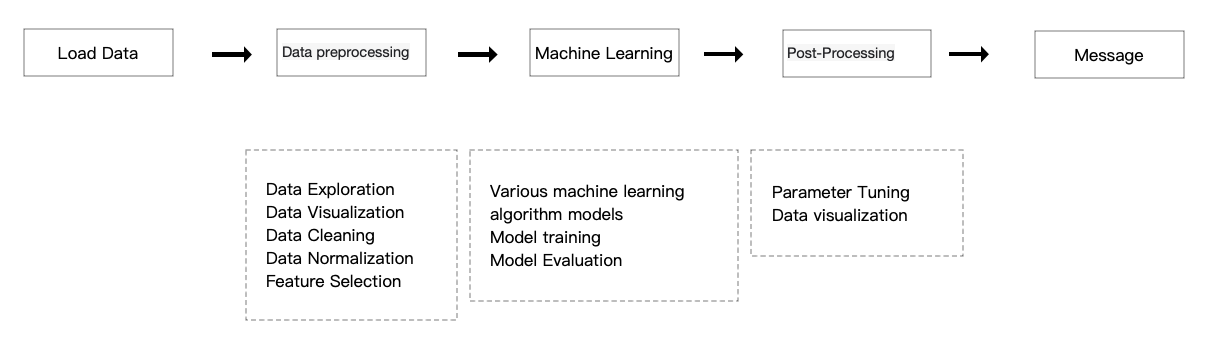 Load Data
Data preprocessing
Machine Learning
Post-Processing
Message
Data Exploration
Data Visualization
Data Cleaning
Data Normalization
Feature Selection
Various machine learning
algorithm models
Model training
Model Evaluation
Parameter Tuning
Data visualization